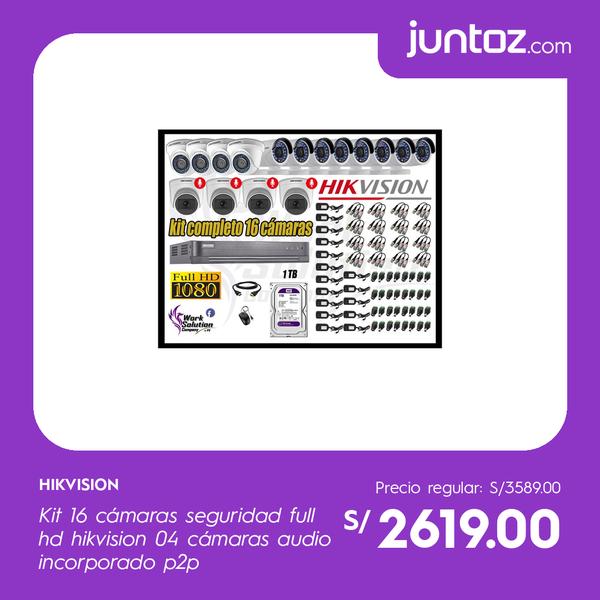 juntoz.com
HIKVISION
kit completo 16 cámaras
1 TB
Full HD
1080
Work
Solution
Company
HIKVISION
Kit 16 cámaras seguridad full
hd hikvision 04 cámaras audio
incorporado p2p
Precio regular: S/3589.00
S/ 2619.00